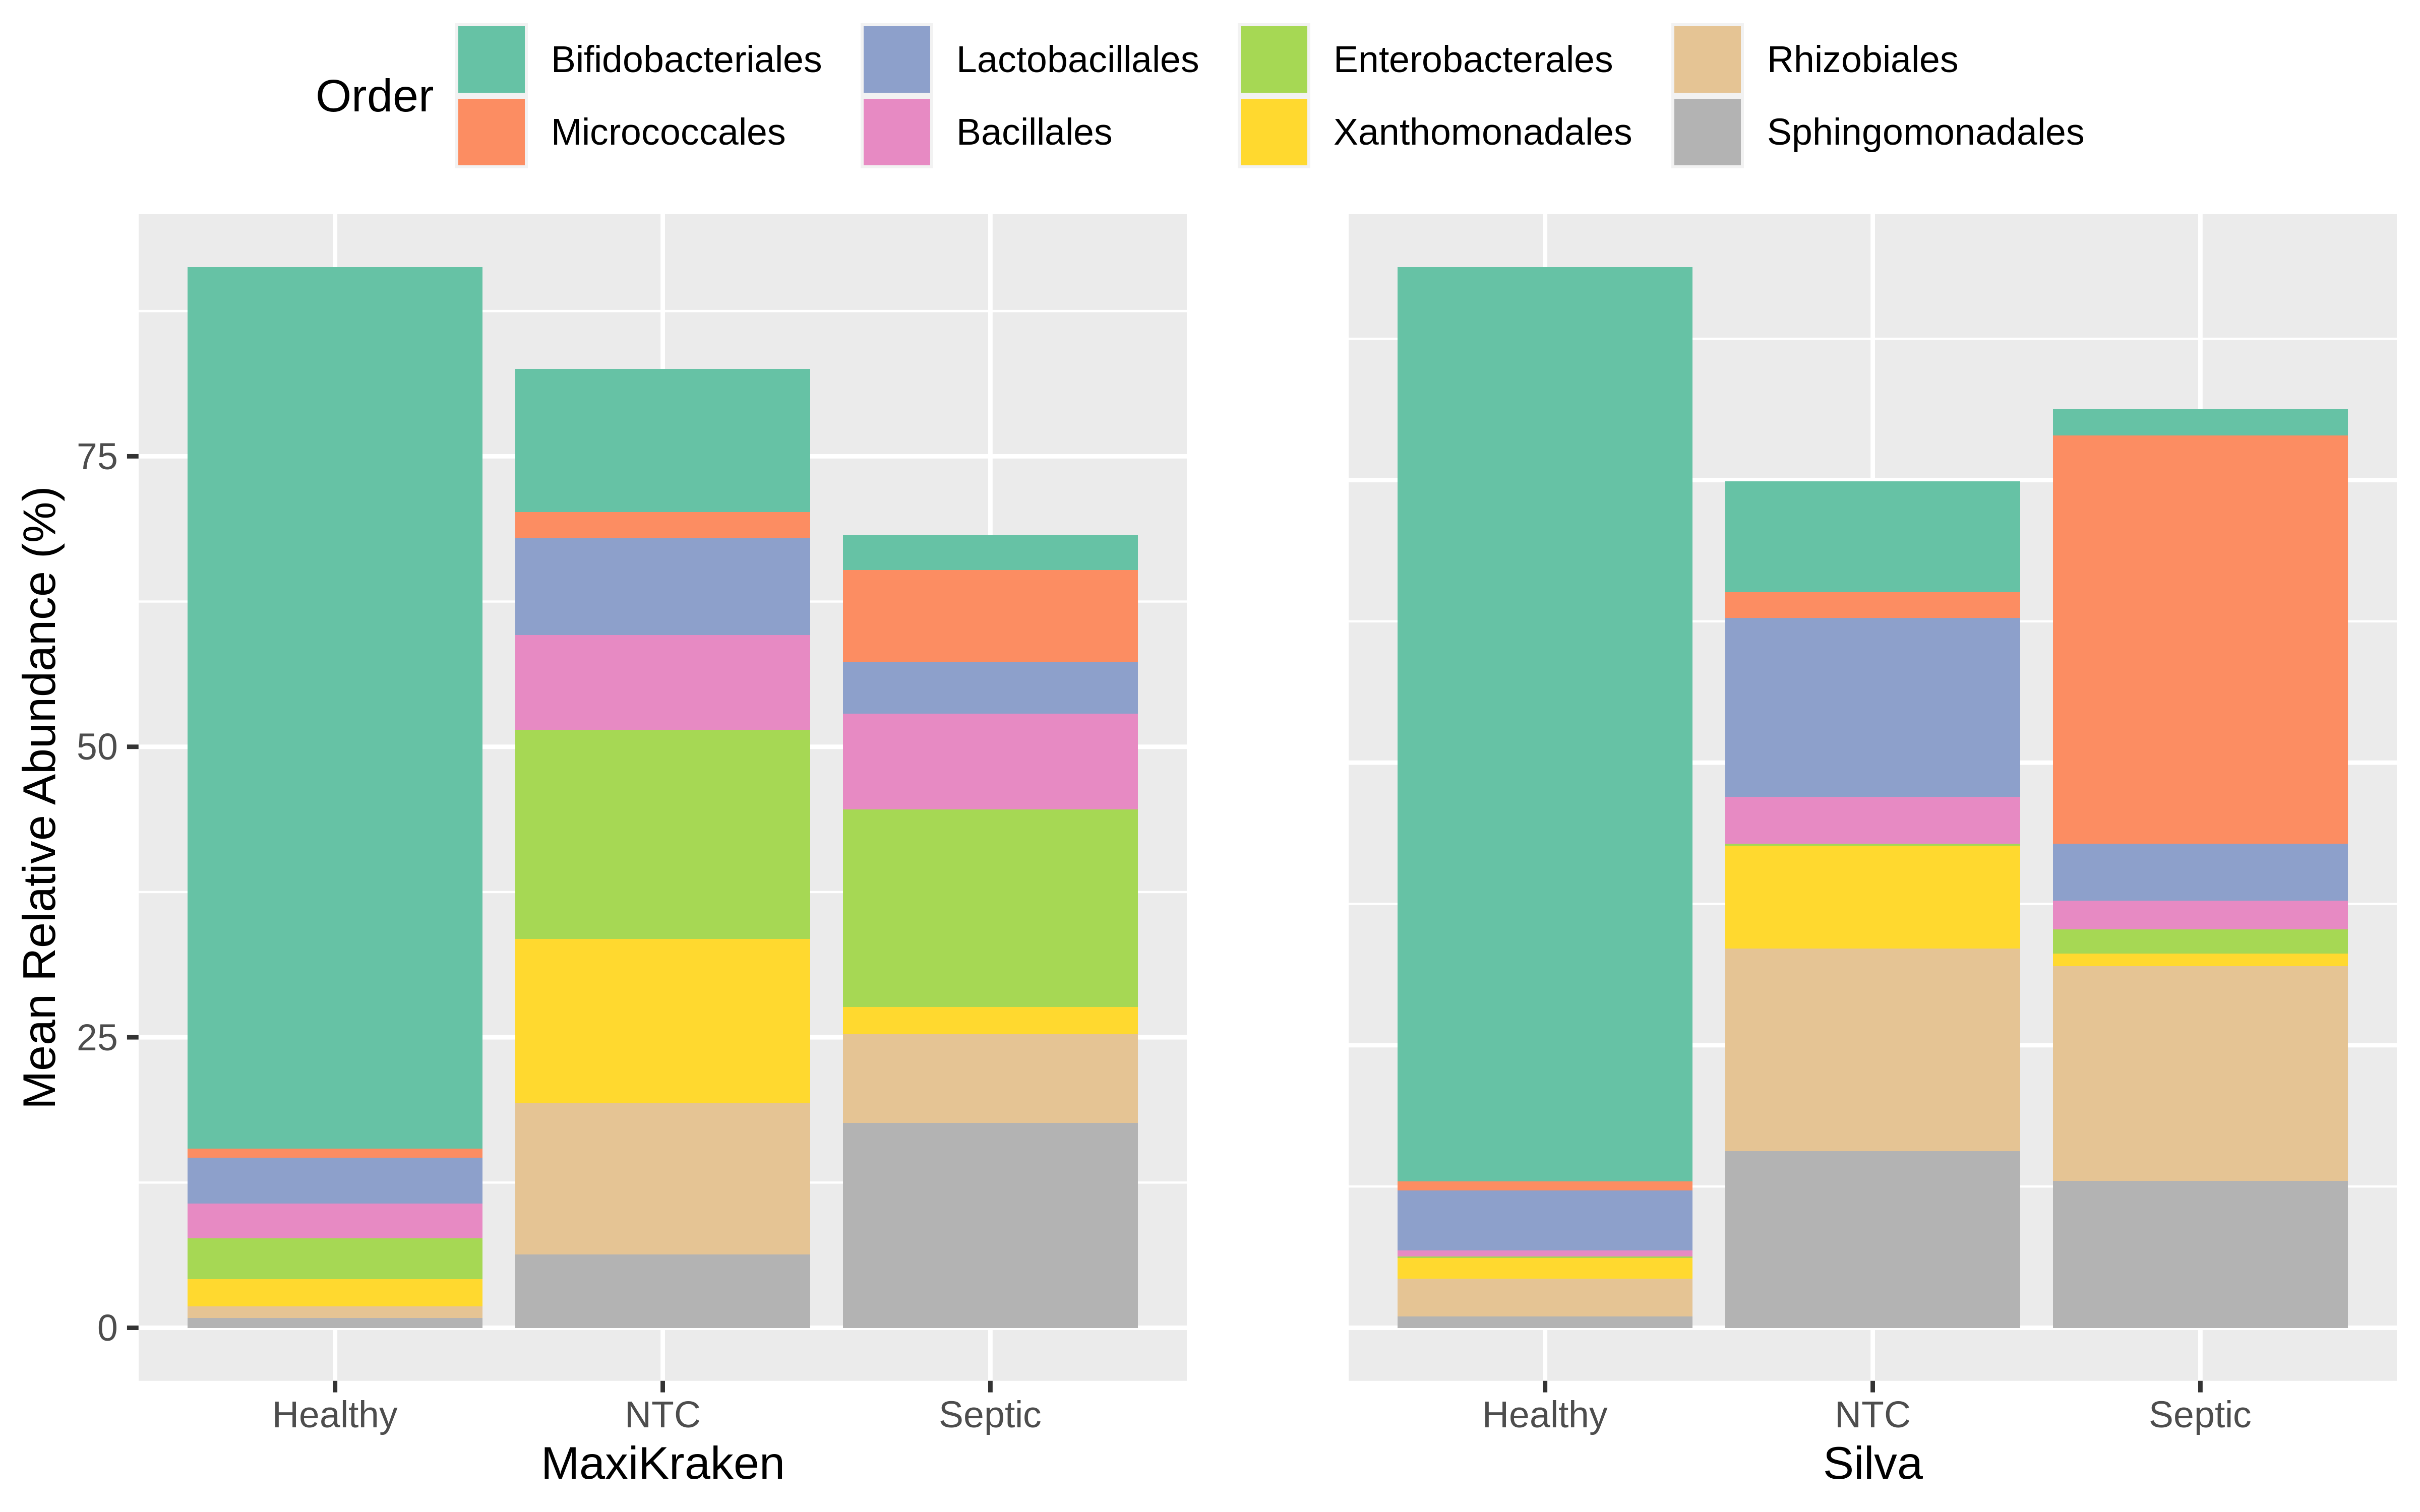 Order
Bifidobacteriales
Lactobacillales
Enterobacterales
Rhizobiales
Micrococcales
Bacillales
Xanthomonadales
Sphingomonadales
Mean Relative Abundance (%)
75
50
25
0
Healthy
NTC
Septic
MaxiKraken
Healthy
NTC
Septic
Silva